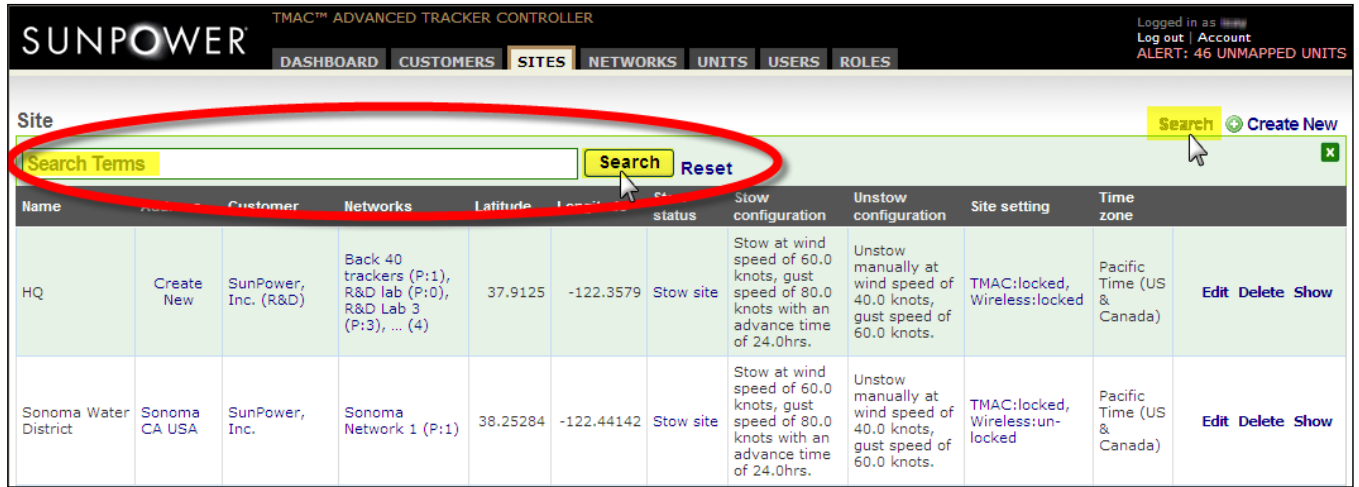 SUNPOWER
TMAC™ ADVANCED TRACKER CONTROLLER
DASHBOARD CUSTOMERS SITES NETWORKS UNITS USERS ROLES
Logged in as
Log out | Account
ALERT: 46 UNMAPPED UNITS
Site
Search Create New
Search Terms Search Reset x
Name Customer Networks Latitude status Stow configuration Unstow configuration Site setting Time zone
HQ
Create
New
SunPower,
Inc. (R&D)
Back 40
trackers (P:1),
R&D lab (P:0),
R&D Lab 3
(P:3), ... (4)
37.9125
-122.3579
Stow site
Stow at wind
speed of 60.0
knots, gust
speed of 80.0
knots with an
advance time
of 24.0hrs.
Unstow
manually at
wind speed of
40.0 knots,
gust speed of
60.0 knots.
TMAC:locked,
Wireless:locked
Pacific
Time (US
&
Canada)
Edit Delete Show
Sonoma Water
District
Sonoma
CA USA
SunPower,
Inc.
Sonoma
Network 1 (P:1)
38.25284
-122.44142
Stow site
Stow at wind
speed of 60.0
knots, gust
speed of 80.0
knots with an
advance time
of 24.0hrs.
Unstow
manually at
wind speed of
40.0 knots,
gust speed of
60.0 knots.
TMAC:locked,
Wireless:un-
locked
Pacific
Time (US
&
Canada)
Edit Delete Show